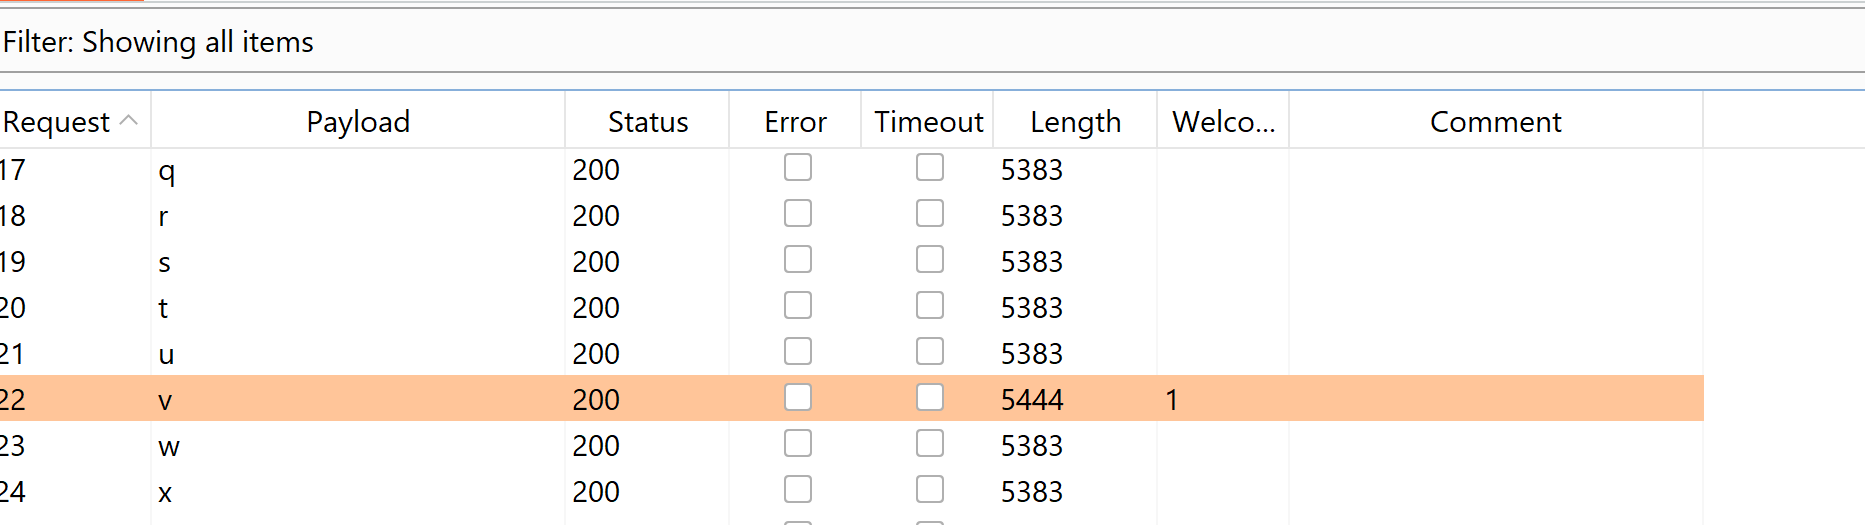 Filter: Showing all items
Request Payload Status Error Timeout Length Welco... Comment
17 q 200 5383
18 r 200 5383
19 s 200 5383
20 t 200 5383
21 u 200 5383
22 v 200 5444 1
23 w 200 5383
24 x 200 5383